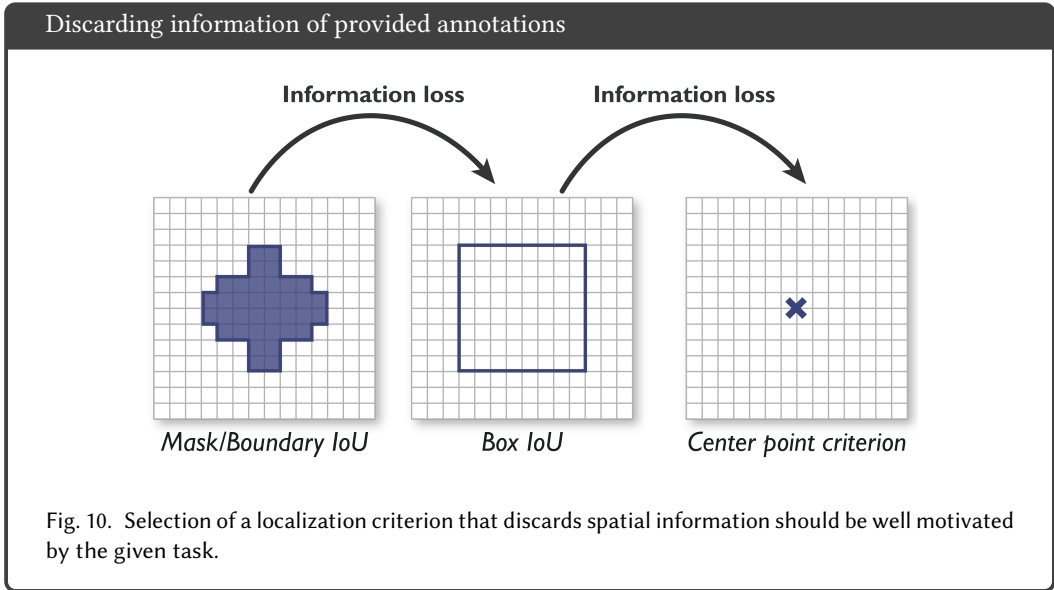 Discarding information of provided annotations
Information loss Information loss
Mask/Boundary IoU Box IoU Center point criterion
Fig. 10. Selection of a localization criterion that discards spatial information should be well motivated
by the given task.